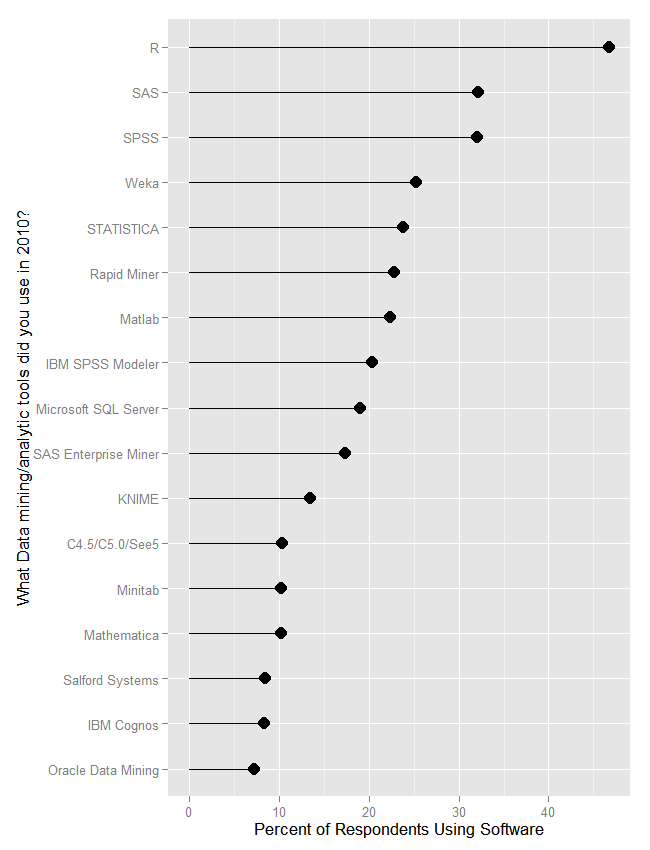 What Data mining/analytic tools did you use in 2010?
R
SAS
SPSS
Weka
STATISTICA
Rapid Miner
Matlab
IBM SPSS Modeler
Microsoft SQL Server
SAS Enterprise Miner
KNIME
C4.5/C5.0/See5
Minitab
Mathematica
Salford Systems
IBM Cognos
Oracle Data Mining
0 10 20 30 40
Percent of Respondents Using Software